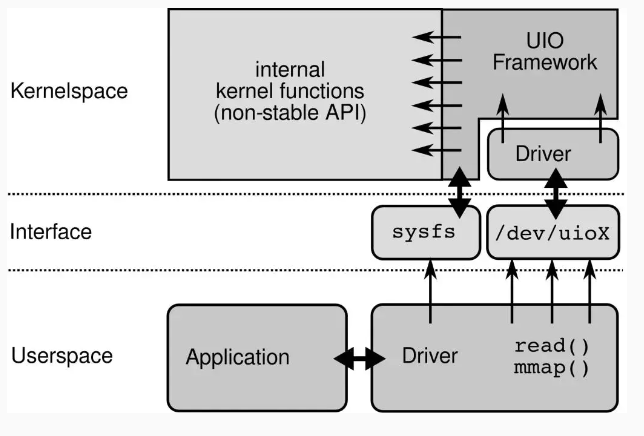 Kernelspace
internal
kernel functions
(non-stable API)
UIO
Framework
Driver
Interface
sysfs
/dev/uioX
Userspace
Application
Driver
read()
mmap()